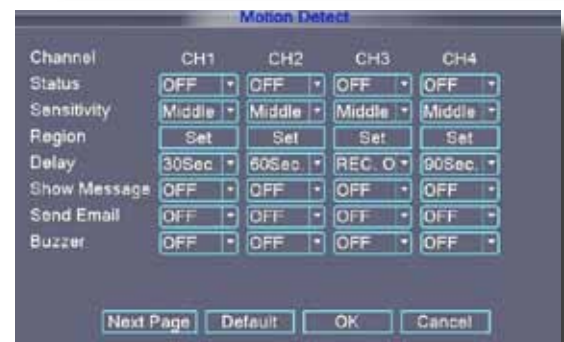 Motion Detect
Channel CH1 CH2 CH3 CH4
Status OFF OFF OFF OFF
Sensitivity Middle Middle Middle Middle
Region Set Set Set Set
Delay 30Sec. 60Sec. REC. O 90Sec.
Show Message OFF OFF OFF OFF
Send Email OFF OFF OFF OFF
Buzzer OFF OFF OFF OFF
Next Page Default OK Cancel